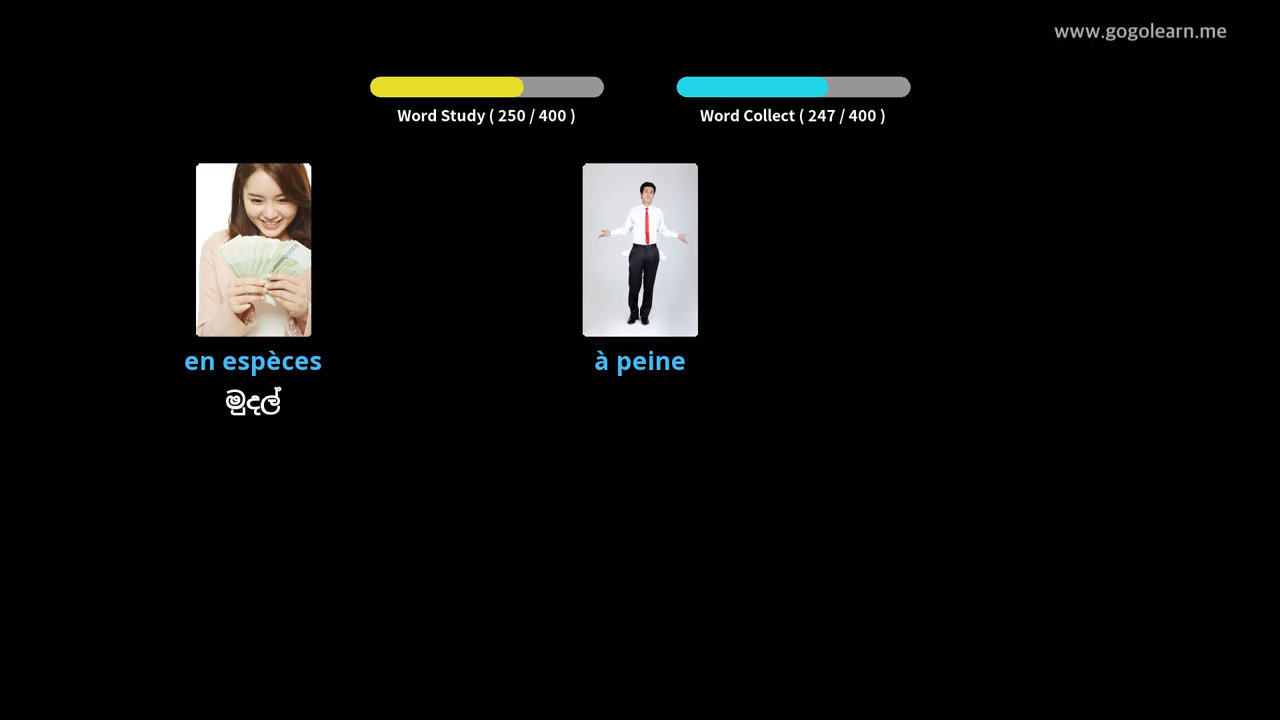 www.gogolearn.me
Word Study ( 250 / 400 )
Word Collect ( 247 / 400 )
en espèces
à peine
මුදල්